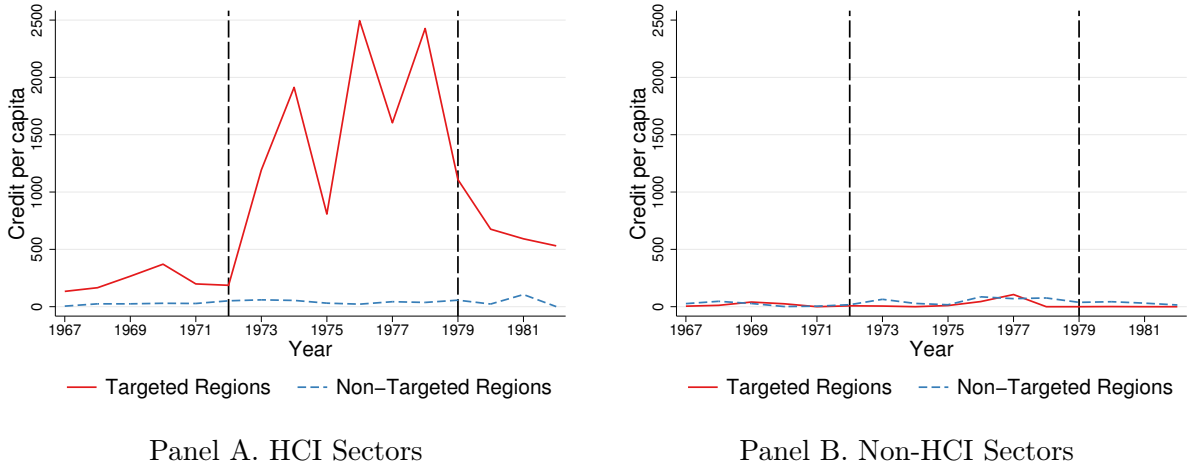 Credit per capita
2500
2000
1500
1000
500
0
1967 1969 1971 1973 1975 1977 1979 1981
Year
Targeted Regions Non-Targeted Regions
Panel A. HCI Sectors
Credit per capita
2500
2000
1500
1000
500
0
1967 1969 1971 1973 1975 1977 1979 1981
Year
Targeted Regions Non-Targeted Regions
Panel B. Non-HCI Sectors